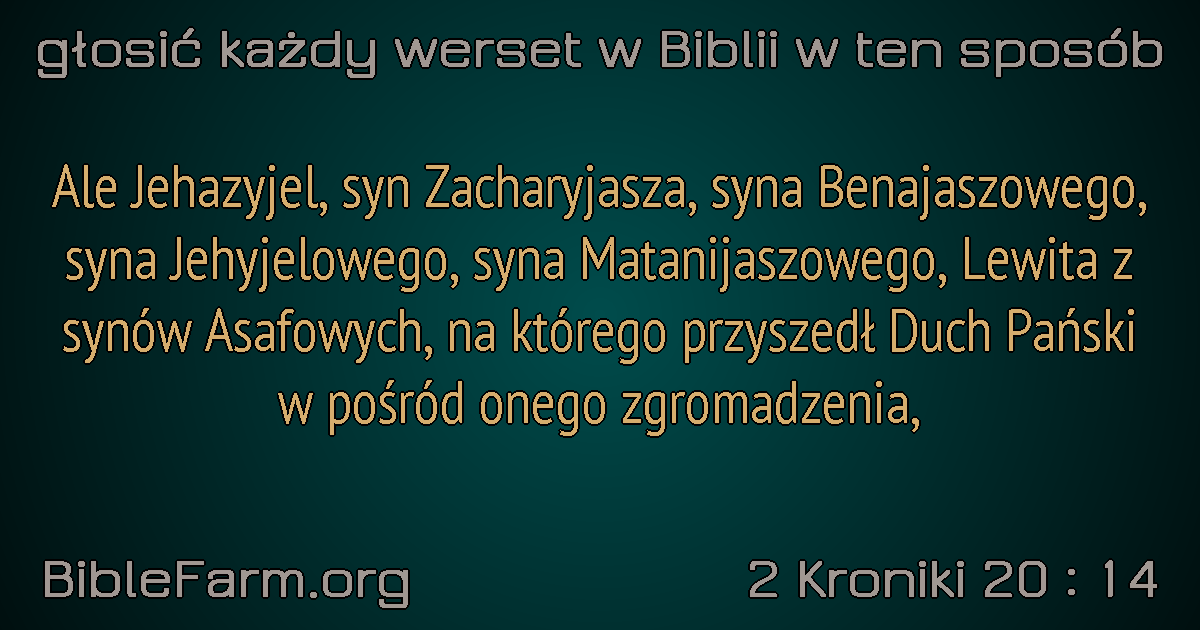 głosić każdy werset w Biblii w ten sposób
Ale Jehazyjel, syn Zacharyjasza, syna Benajaszowego,
syna Jehyjelowego, syna Matanijaszowego, Lewita z
synów Asafowych, na którego przyszedł Duch Pański
w pośród onego zgromadzenia,
BibleFarm.org
2 Kroniki 20 : 14